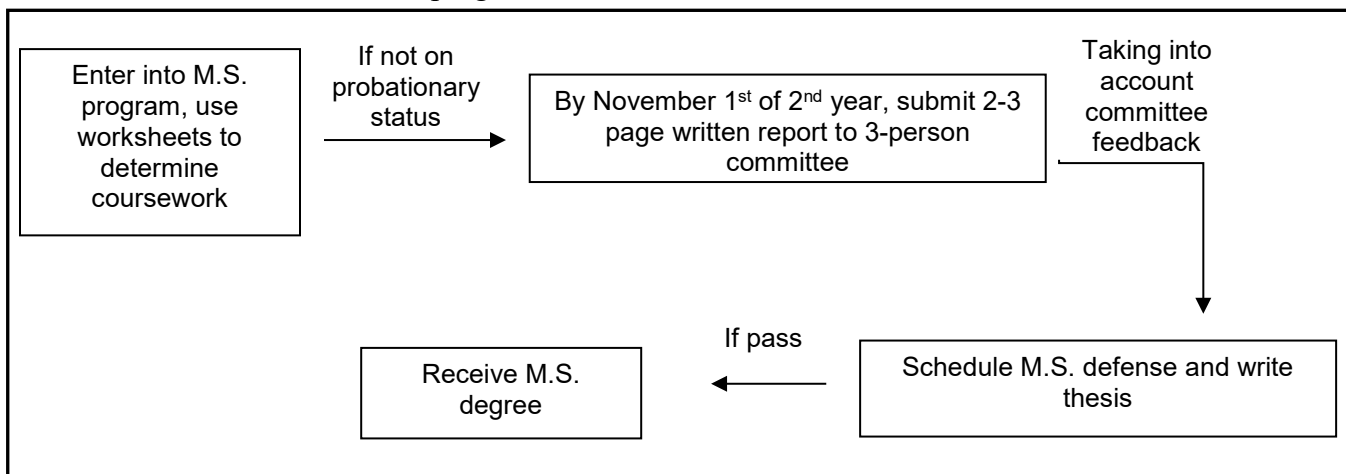 Enter into M.S.
program, use
worksheets to
determine
coursework
If not on
probationary
status
By November 1st of 2nd year, submit 2-3
page written report to 3-person
committee
Taking into
account
committee
feedback
Schedule M.S. defense and write
thesis
If pass
Receive M.S.
degree